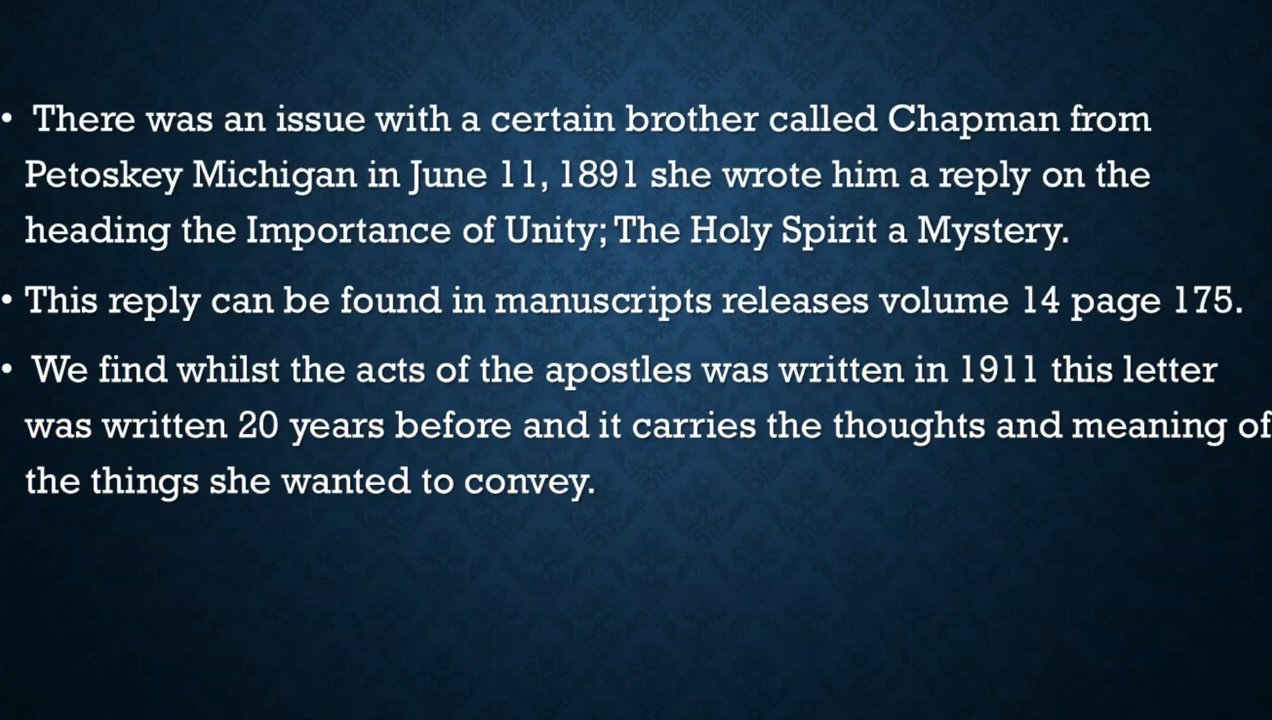 • There was an issue with a certain brother called Chapman from
Petoskey Michigan in June 11, 1891 she wrote him a reply on the
heading the Importance of Unity; The Holy Spirit a Mystery.
• This reply can be found in manuscripts releases volume 14 page 175.
• We find whilst the acts of the apostles was written in 1911 this letter
was written 20 years before and it carries the thoughts and meaning of
the things she wanted to convey.